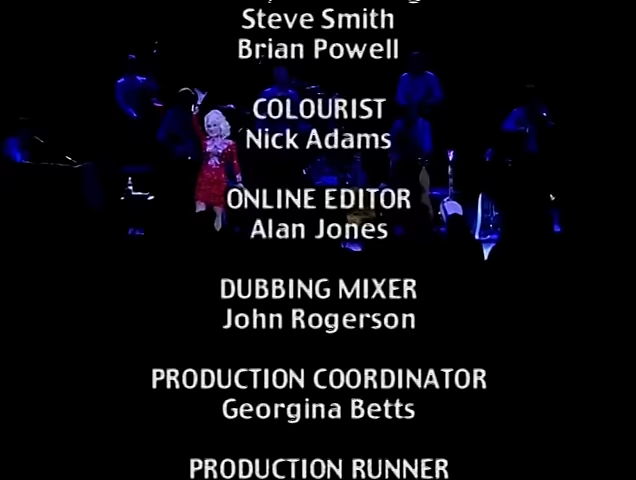 Steve Smith
Brian Powell
COLOURIST
Nick Adams
ONLINE EDITOR
Alan Jones
DUBBING MIXER
John Rogerson
PRODUCTION COORDINATOR
Georgina Betts
PRODUCTION RUNNER